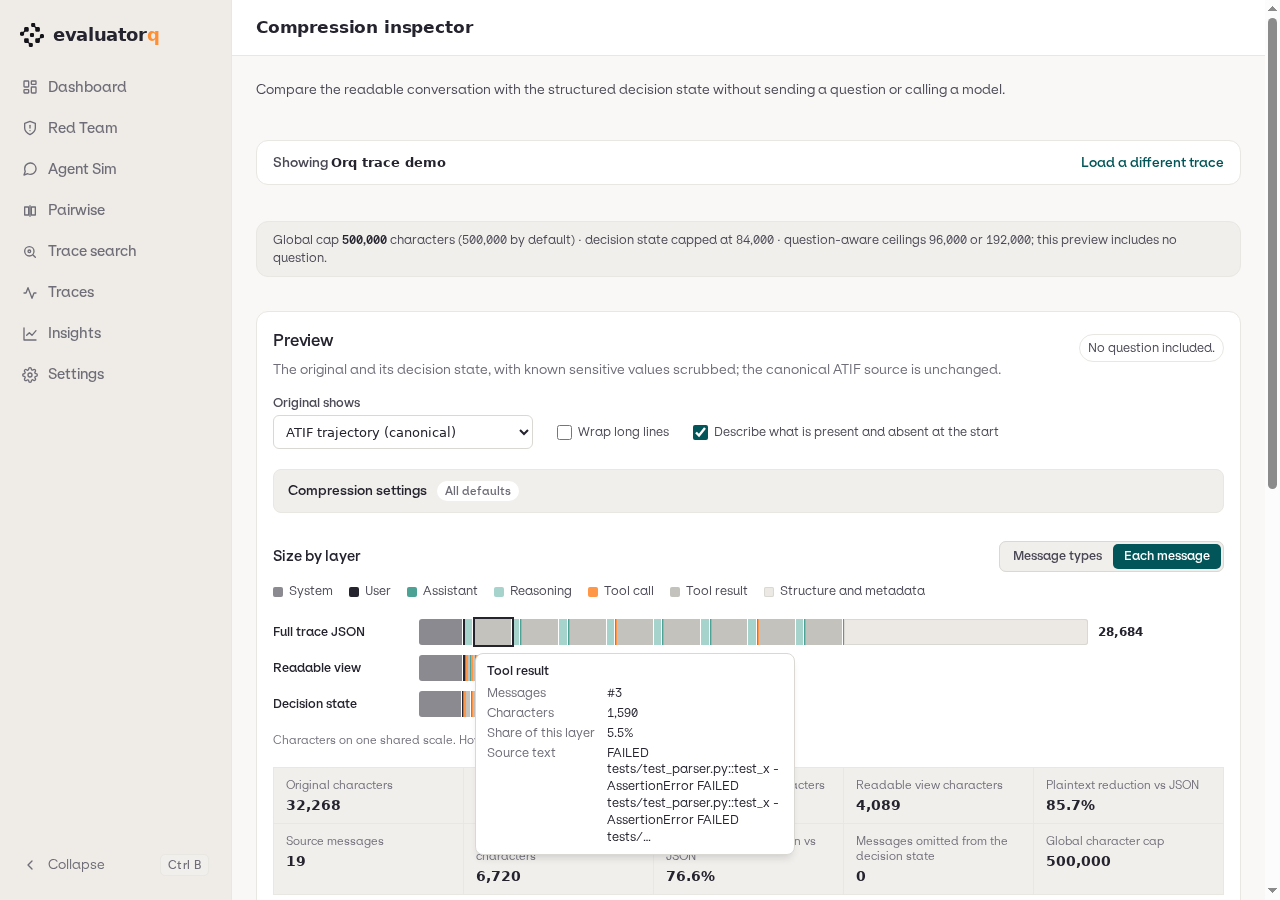 evaluatorq
Compression inspector
Dashboard
Red Team
Agent Sim
Pairwise
Trace search
Traces
Insights
Settings
Collapse
Ctrl B
Compare the readable conversation with the structured decision state without sending a question or calling a model.
Showing Orq trace demo
Load a different trace
Global cap 500,000 characters (500,000 by default) · decision state capped at 84,000 · question-aware ceilings 96,000 or 192,000; this preview includes no
question.
Preview
No question included.
The original and its decision state, with known sensitive values scrubbed; the canonical ATIF source is unchanged.
Original shows
ATIF trajectory (canonical)
Wrap long lines
Describe what is present and absent at the start
Compression settings All defaults
Size by layer
Message types Each message
System User Assistant Reasoning Tool call Tool result Structure and metadata
Full trace JSON
28,684
Readable view
Decision state
Tool result
Messages #3
Characters 1,590
Share of this layer 5.5%
Source text FAILED
tests/test_parser.py::test_x -
AssertionError FAILED
tests/test_parser.py::test_x -
AssertionError FAILED
tests/…
Characters on one shared scale.
Original characters
32,268
Readable view characters
4,089
Plaintext reduction vs JSON
85.7%
Source messages
19
characters
6,720
vs
JSON
76.6%
Messages omitted from the
decision state
0
Global character cap
500,000